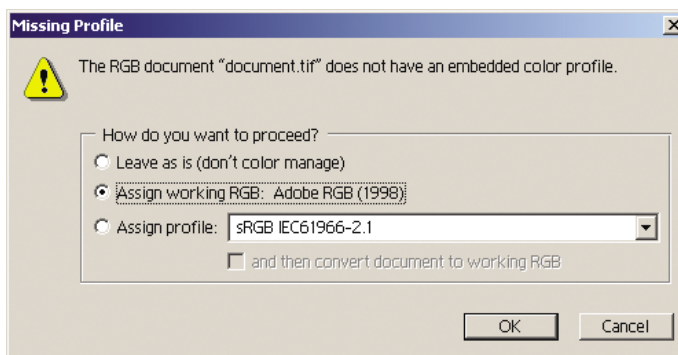 Missing Profile
The RGB document “document.tif” does not have an embedded color profile.
How do you want to proceed?
Leave as is (don't color manage)
Assign working RGB: Adobe RGB (1998)
Assign profile: sRGB IEC61966-2.1
and then convert document to working RGB
OK Cancel